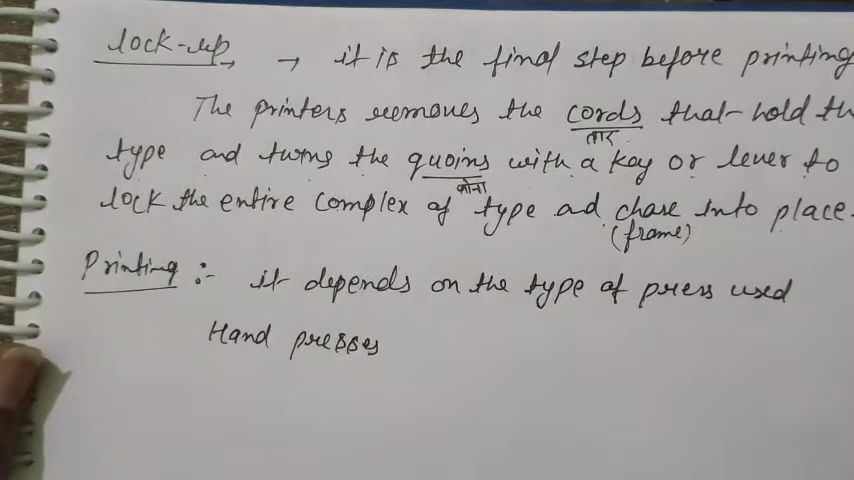 lock-up → it is the final step before printing
The printers removes the cords that hold th
तार
type and turns the quoins with a key or lever to
कोना
lock the entire complex of type ad chase into place.
(frame)
Printing :- it depends on the type of press used
Hand presses